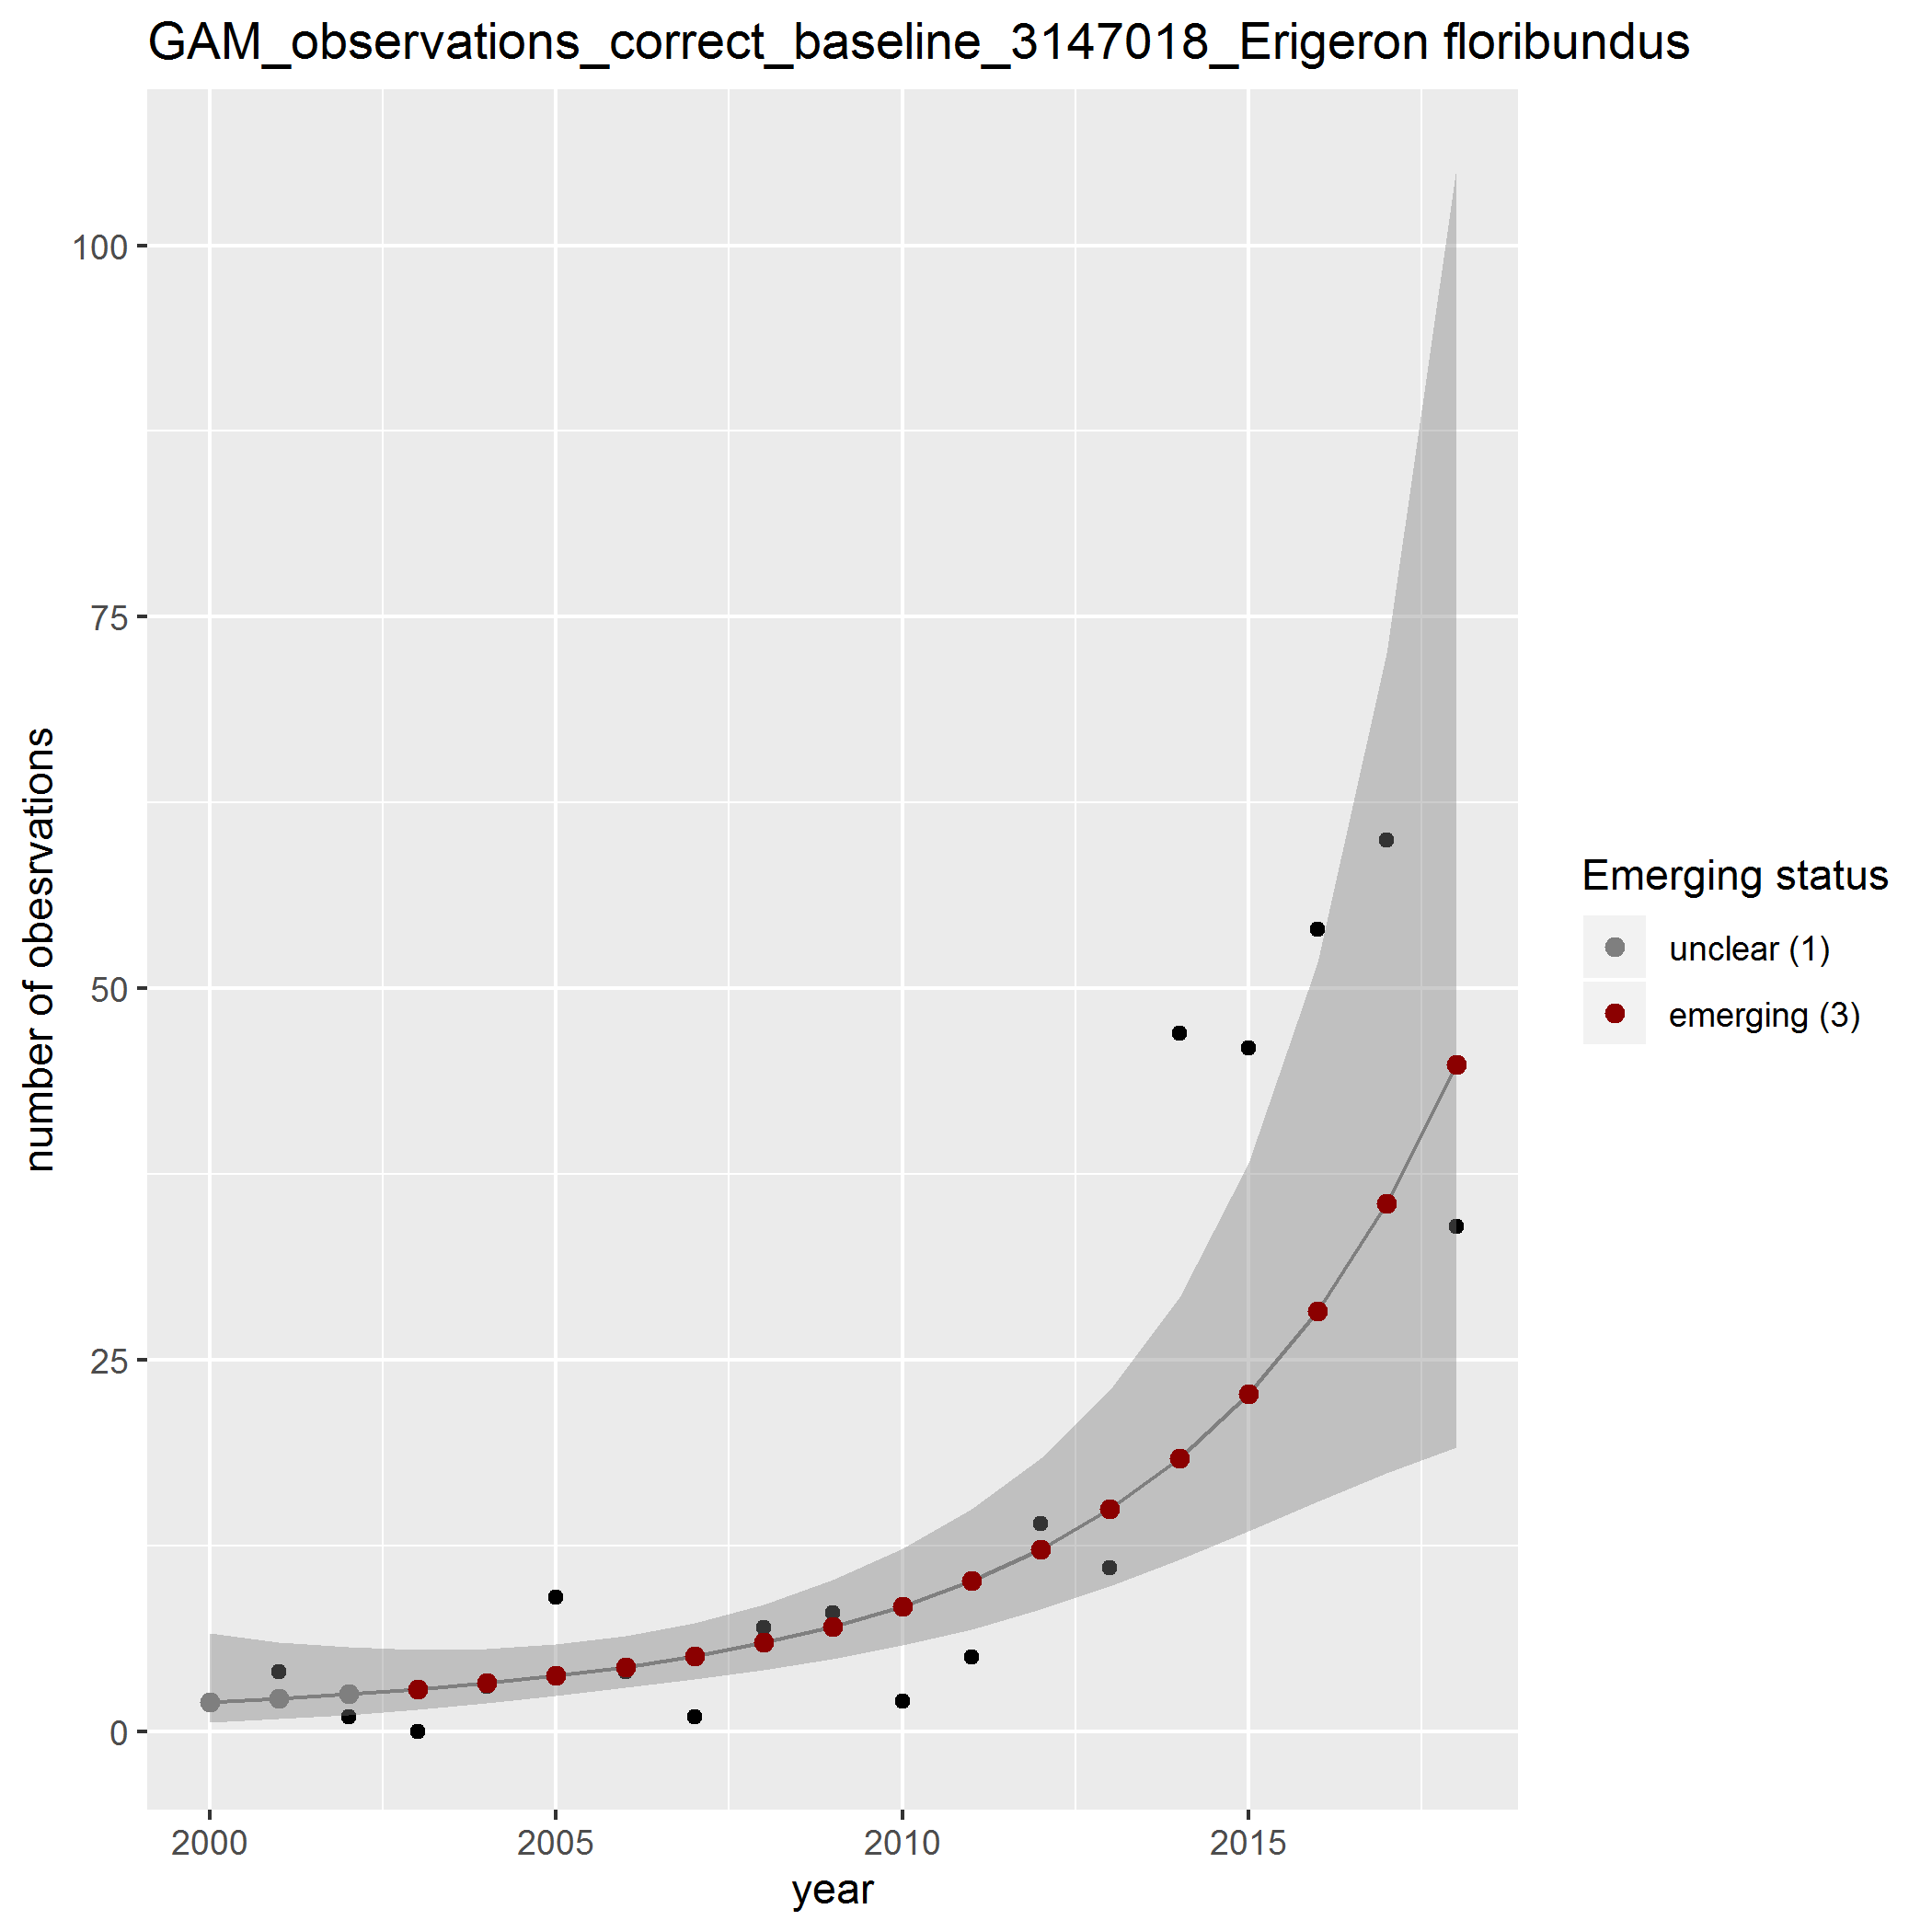 GAM_observations_correct_baseline_3147018_Erigeron floribundus
100
75
50
25
0
number of obesrvations
2000 2005 2010 2015
year
Emerging status
unclear (1)
emerging (3)